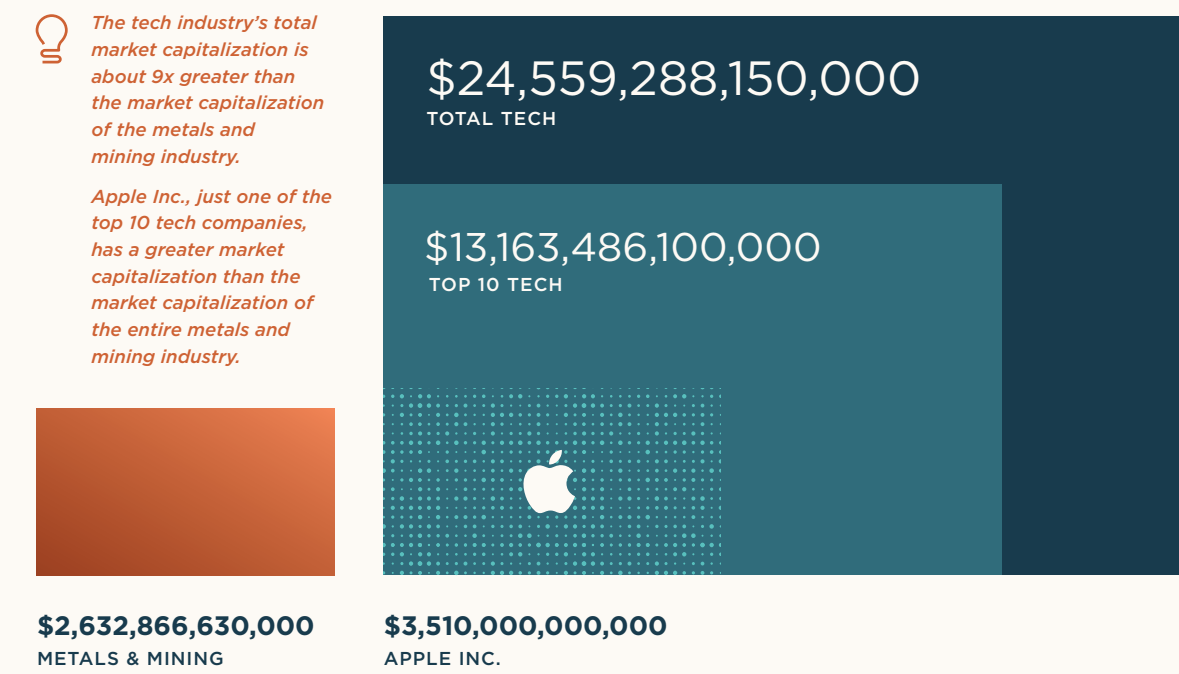 The tech industry’s total
market capitalization is
about 9x greater than
the market capitalization
of the metals and
mining industry.
Apple Inc., just one of the
top 10 tech companies,
has a greater market
capitalization than the
market capitalization of
the entire metals and
mining industry.
$24,559,288,150,000
TOTAL TECH
$13,163,486,100,000
TOP 10 TECH
$2,632,866,630,000
METALS & MINING
$3,510,000,000,000
APPLE INC.